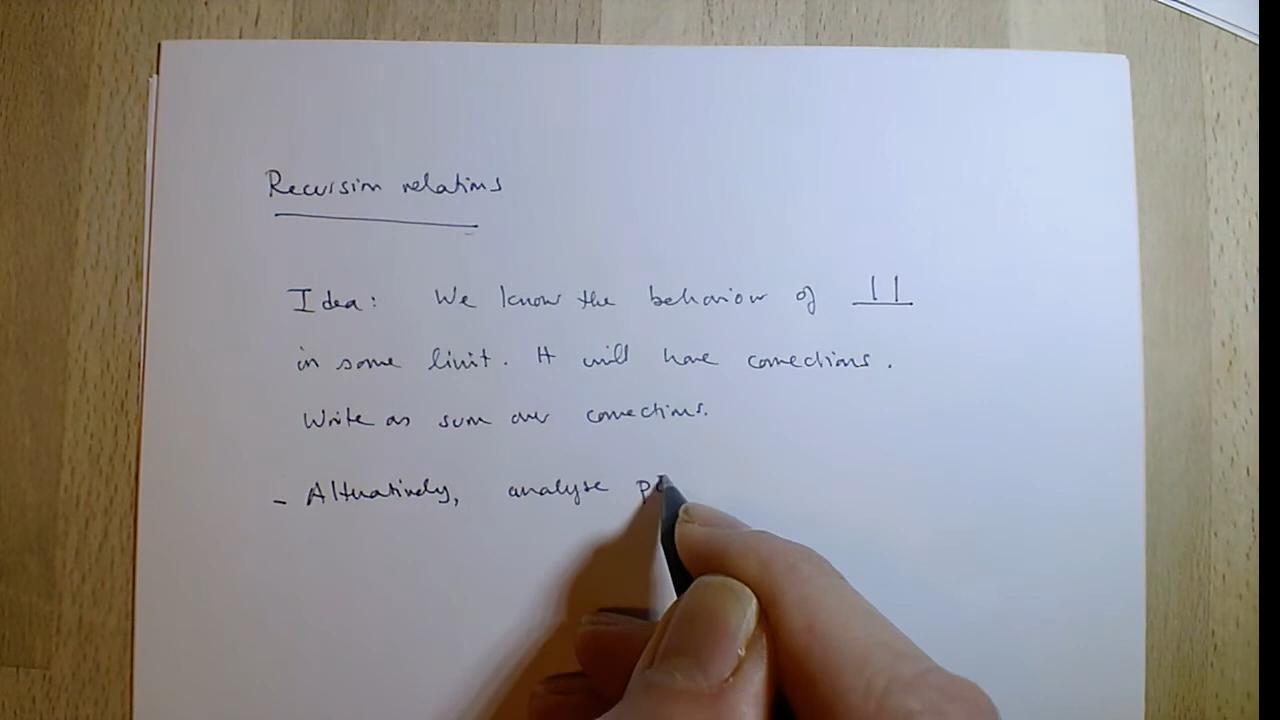 Recursion relations
Idea: We know the behaviour of
in some limit. It will have corrections.
Write as sum over corrections.
- Alternatively, analyse